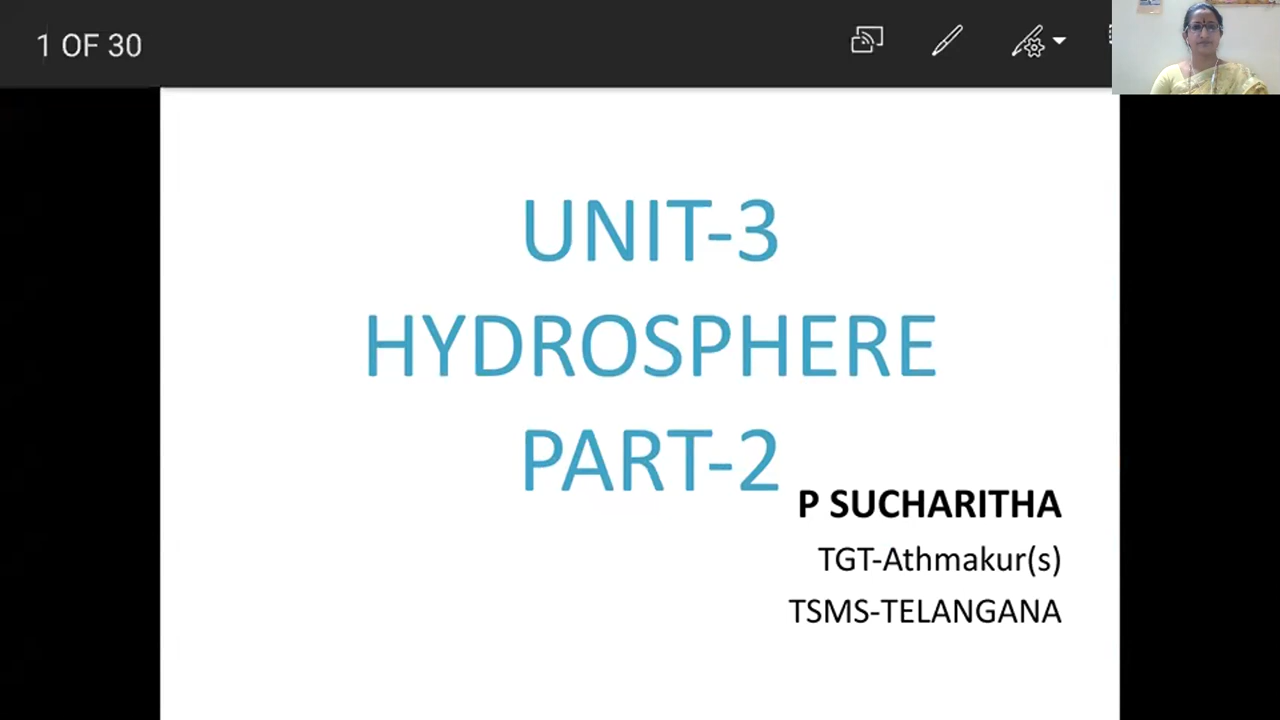 1 OF 30
UNIT-3
HYDROSPHERE
PART-2
P SUCHARITHA
TGT-Athmakur(s)
TSMS-TELANGANA